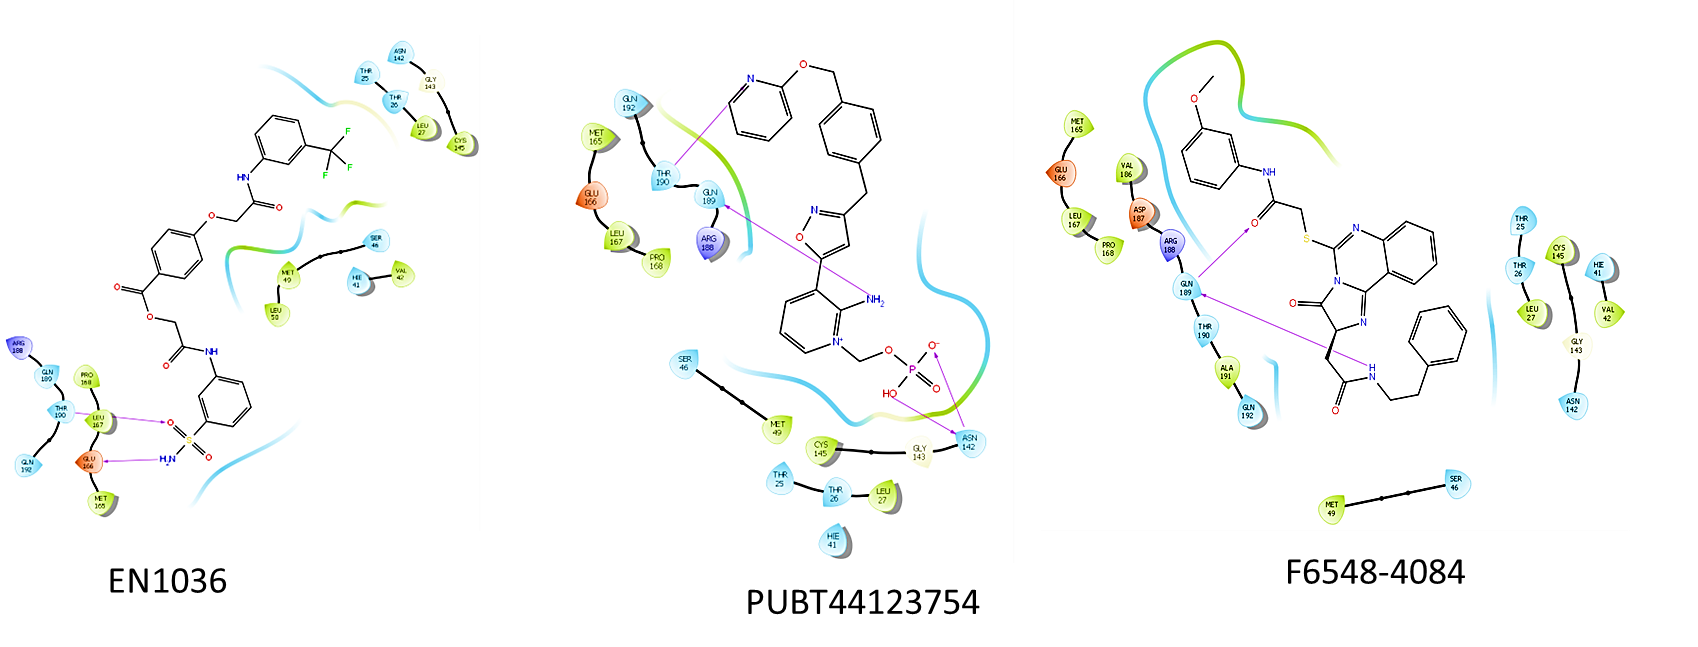 ASN
142
THR
25
GLY
143
THR
26
LEU
27
CYS
145
F
F
F
HN
O
O
SER
46
MET
49
HIE
41
VAL
42
LEU
50
O
O
NH
O
ARG
188
GLN
189
PRO
168
THR
190
LEU
167
O
S
GLN
192
GLU
166
H₂N
O
MET
165
EN1036
O
N
GLN
192
MET
165
THR
190
GLU
166
GLN
189
N
LEU
167
ARG
188
O
PRO
168
NH₂
N⁺
O
O⁻
P
SER
46
HO
O
MET
49
CYS
145
GLY
143
ASN
142
THR
25
THR
26
LEU
27
HIE
41
PUBT44123754
O
MET
165
GLU
166
VAL
186
NH
LEU
167
ASP
187
PRO
168
ARG
188
O
S
N
THR
25
CYS
145
THR
26
HIE
41
GLN
189
N
O
N
LEU
27
VAL
42
THR
190
GLY
143
ALA
191
H
N
O
GLN
192
ASN
142
SER
46
MET
49
F6548-4084